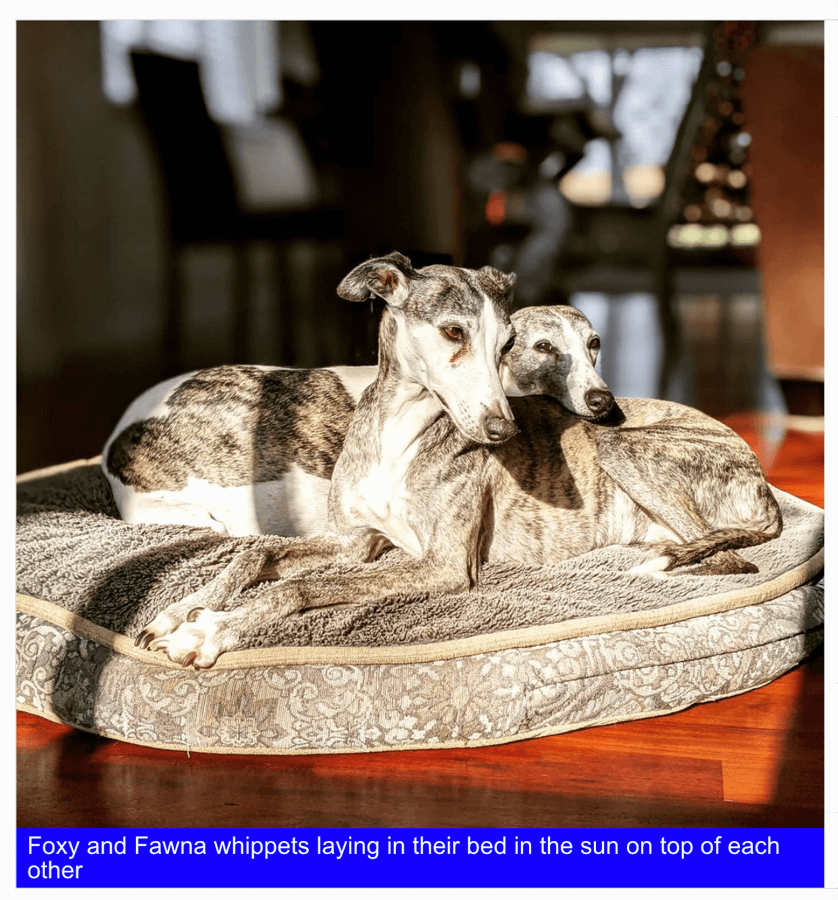 Foxy and Fawna whippets laying in their bed in the sun on top of each
other